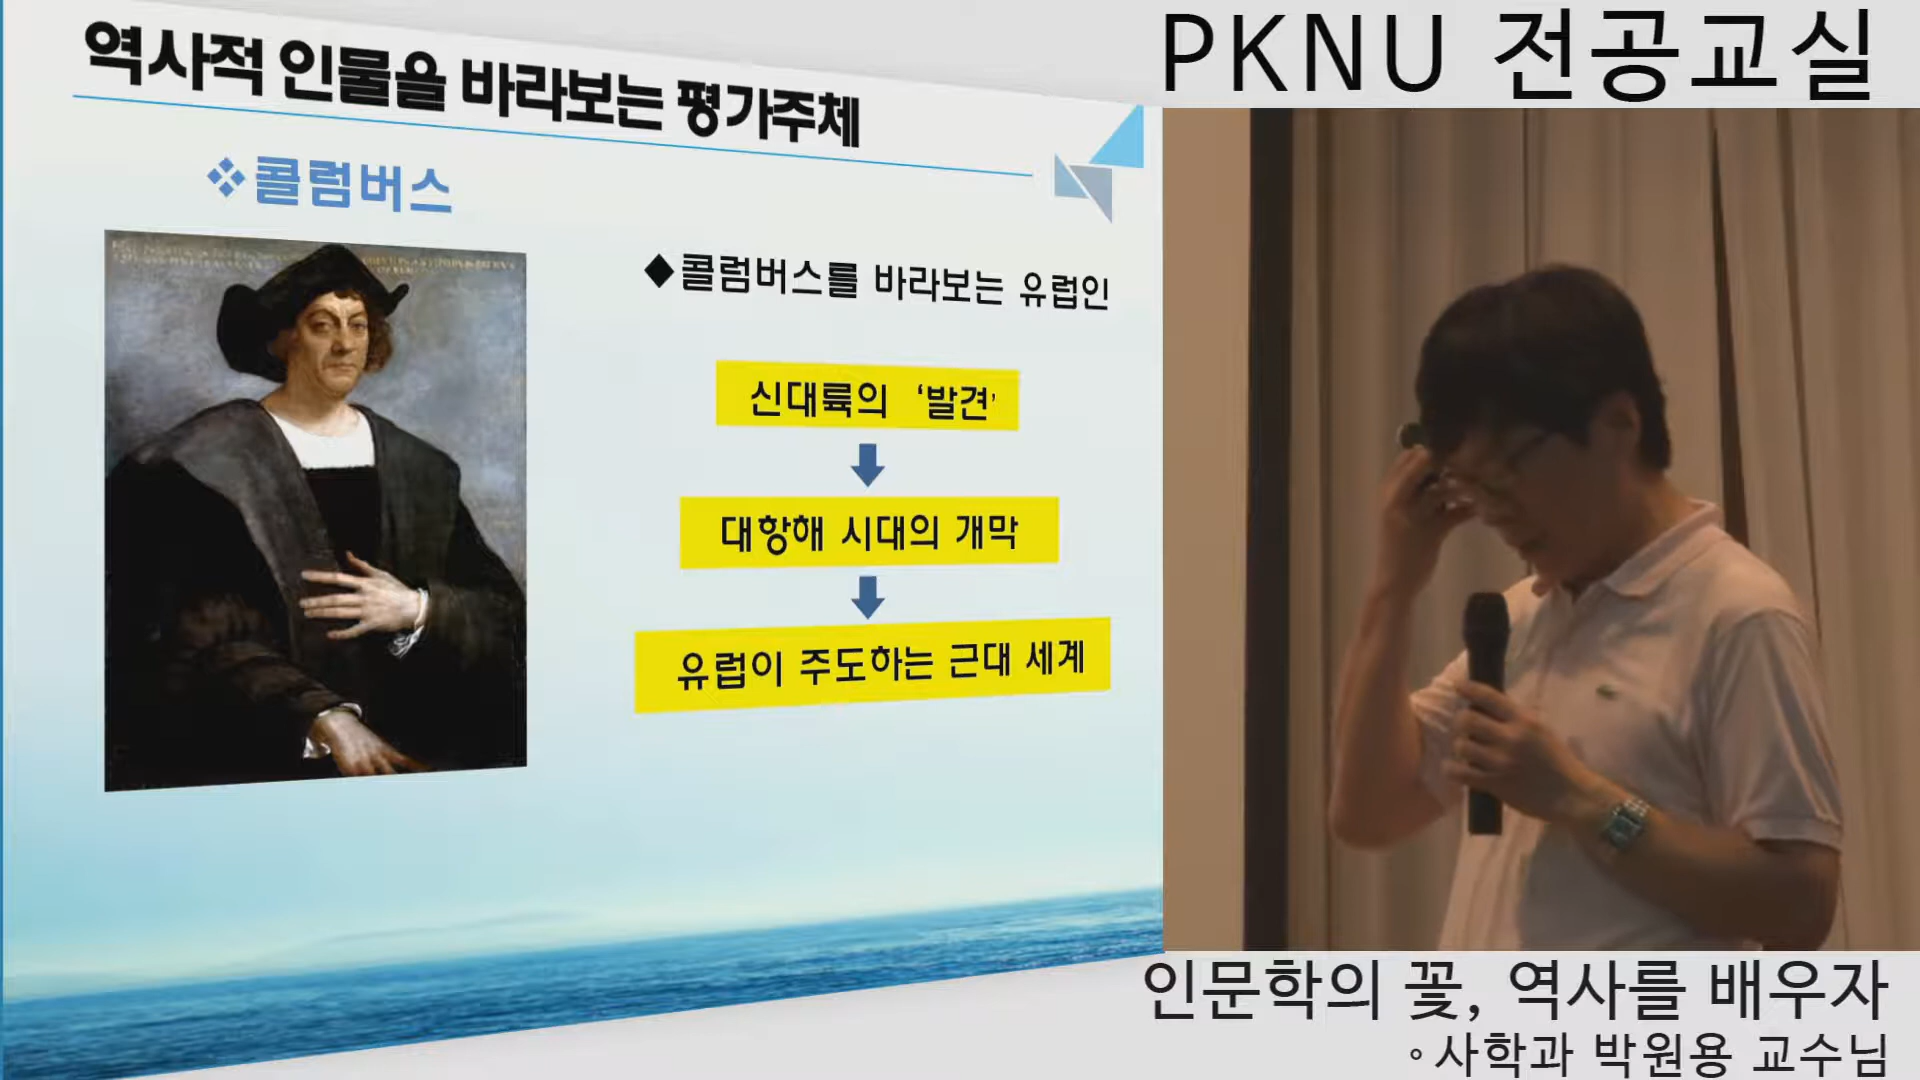 역사적 인물을 바라보는 평가주체
❖콜럼버스
◆콜럼버스를 바라보는 유럽인
신대륙의 ‘발견’
대항해 시대의 개막
유럽이 주도하는 근대 세계
PKNU 전공교실
인문학의 꽃, 역사를 배우자
◦사학과 박원용 교수님